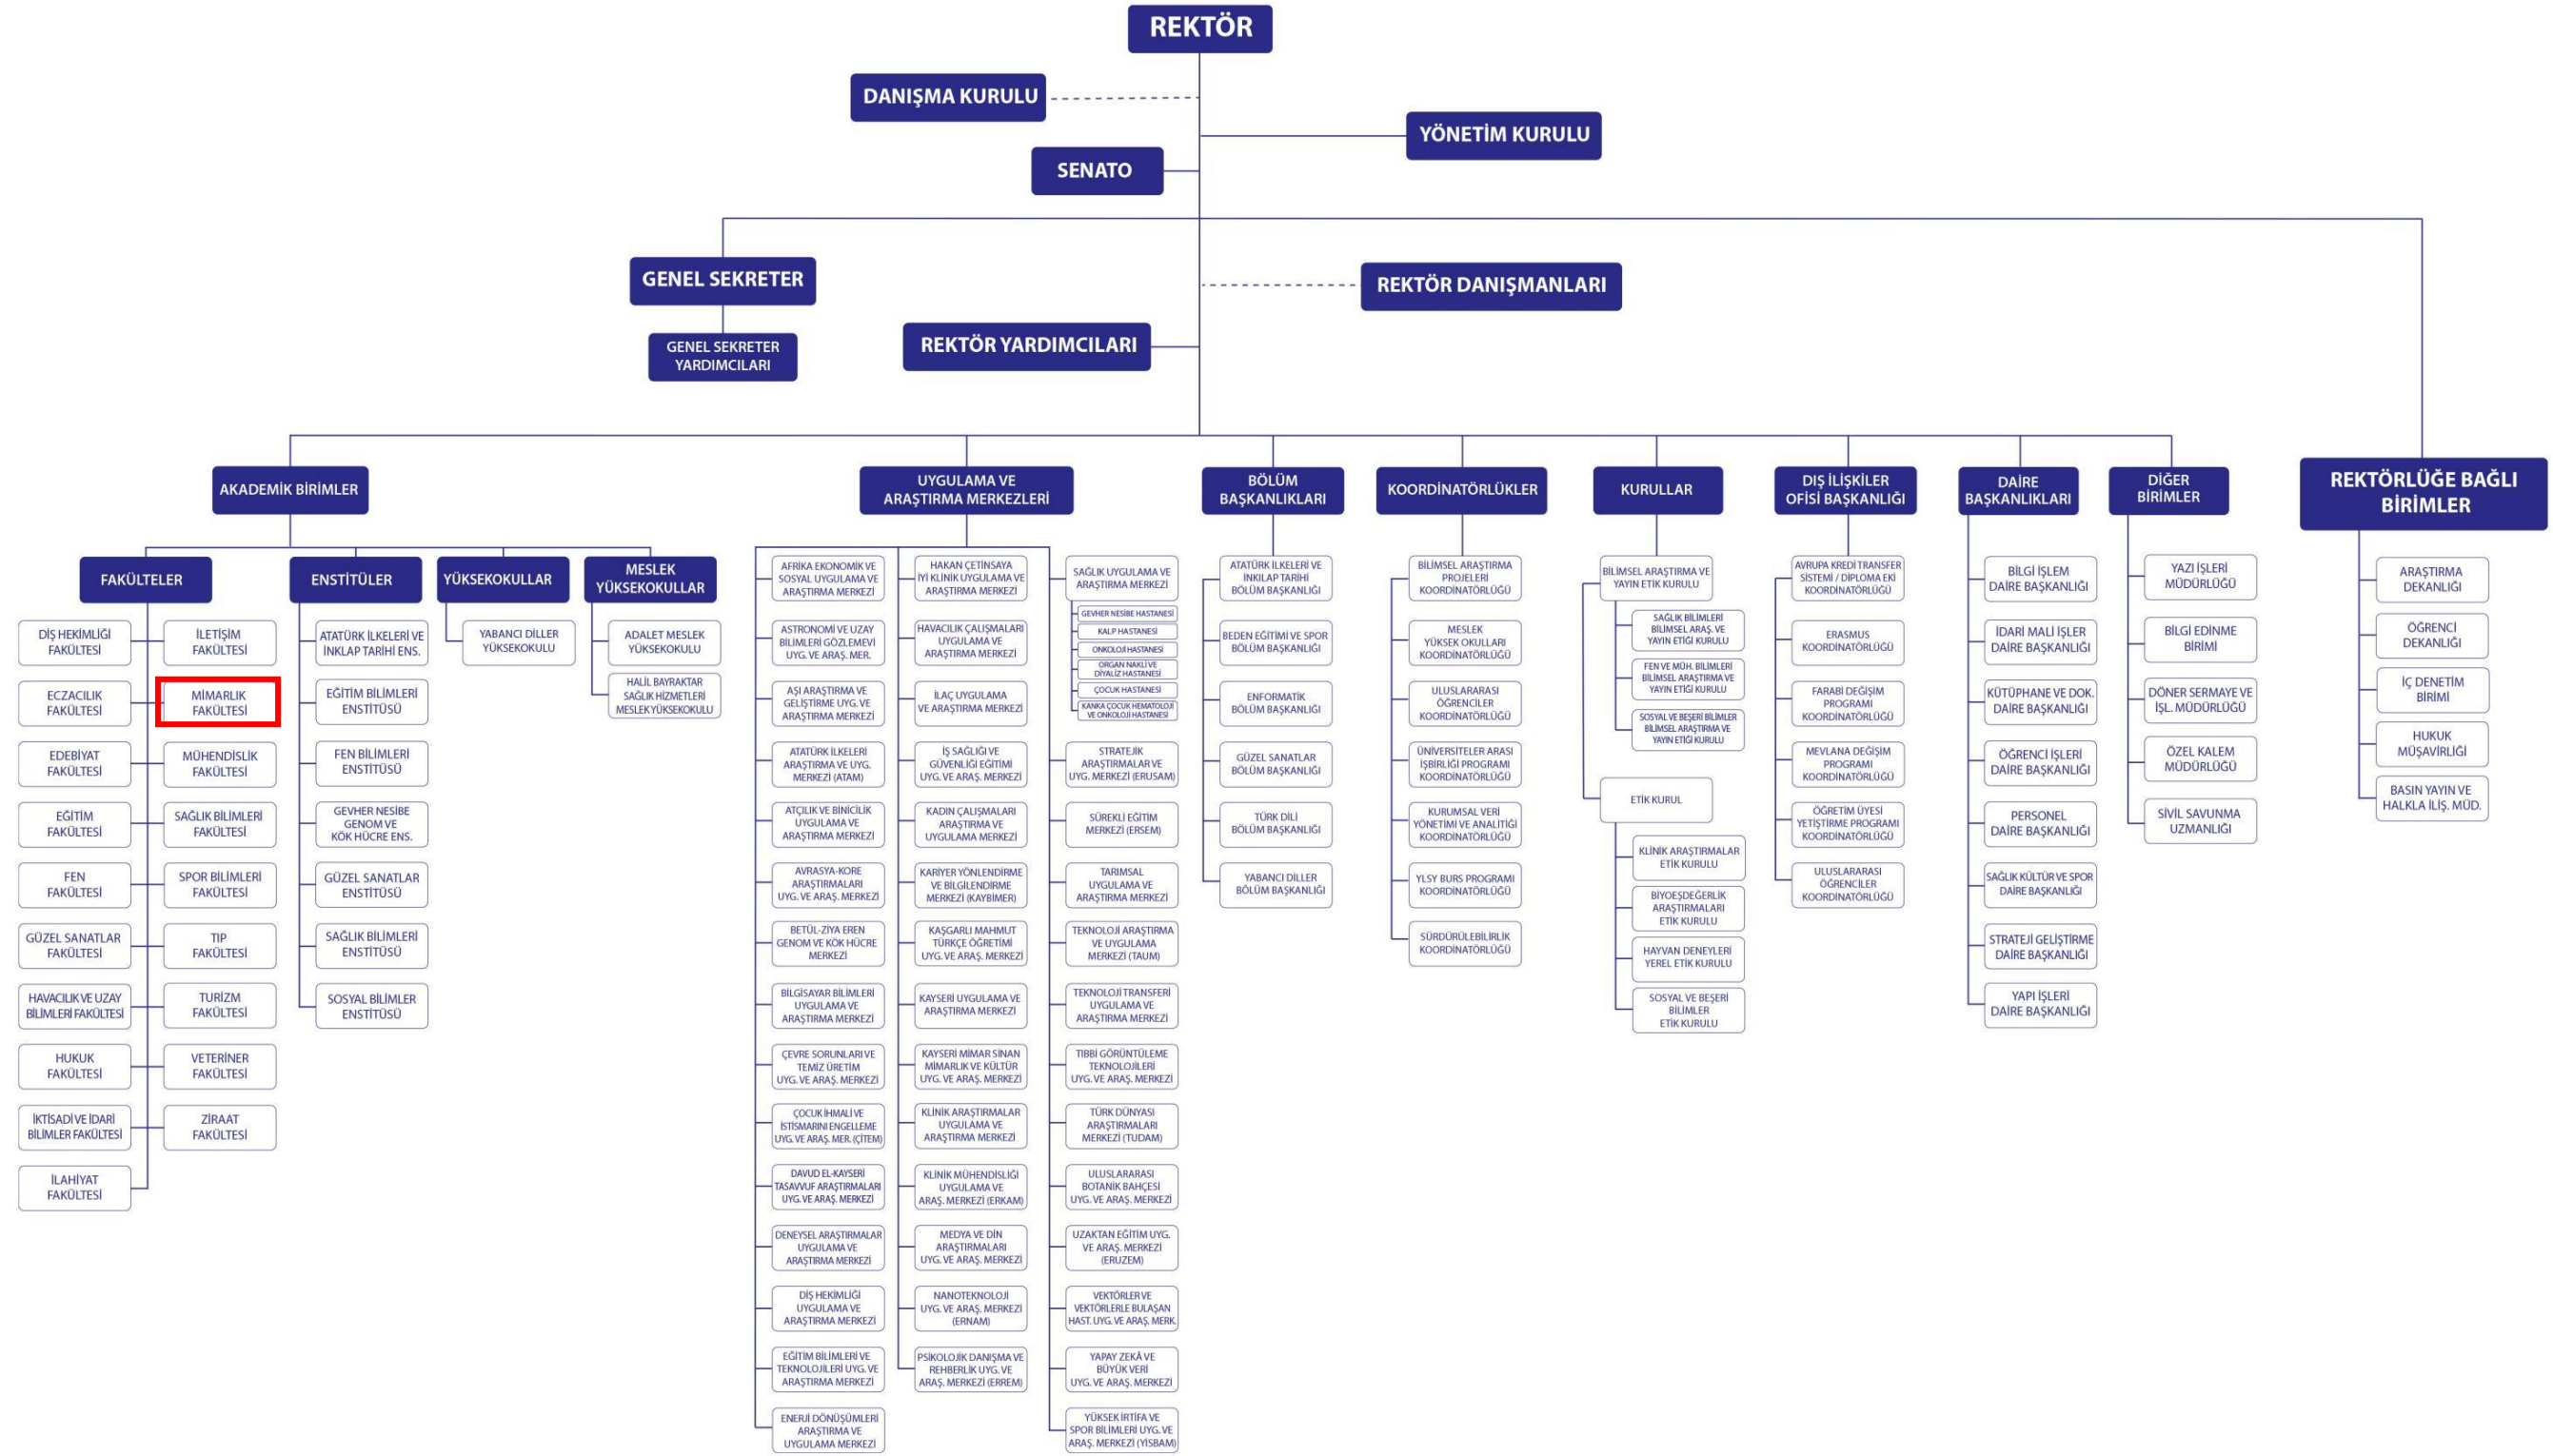 REKTÖR
DANIŞMA KURULU
YÖNETİM KURULU
SENATO
GENEL SEKRETER
REKTÖR DANIŞMANLARI
GENEL SEKRETER
YARDIMCILARI
REKTÖR YARDIMCILARI
AKADEMİK BİRİMLER
UYGULAMA VE
ARAŞTIRMA MERKEZLERİ
BÖLÜM
BAŞKANLIKLARI
KOORDİNATÖRLÜKLER
KURULLAR
DIŞ İLİŞKİLER
OFİSİ BAŞKANLIĞI
DAİRE
BAŞKANLIKLARI
DİĞER
BİRİMLER
REKTÖRLÜĞE BAĞLI
BİRİMLER
FAKÜLTELER
ENSTİTÜLER
YÜKSEKOKULLAR
MESLEK
YÜKSEKOKULLAR
DİŞ HEKİMLİĞİ
FAKÜLTESİ
ECZACILIK
FAKÜLTESİ
EDEBİYAT
FAKÜLTESİ
EĞİTİM
FAKÜLTESİ
FEN
FAKÜLTESİ
GÜZEL SANATLAR
FAKÜLTESİ
HAVACILIK VE UZAY
BİLİMLERİ FAKÜLTESİ
HUKUK
FAKÜLTESİ
İKTİSADİ VE İDARİ
BİLİMLER FAKÜLTESİ
İLAHİYAT
FAKÜLTESİ
İLETİŞİM
FAKÜLTESİ
MİMARLIK
FAKÜLTESİ
MÜHENDİSLİK
FAKÜLTESİ
SAĞLIK BİLİMLERİ
FAKÜLTESİ
SPOR BİLİMLERİ
FAKÜLTESİ
TIP
FAKÜLTESİ
TURİZM
FAKÜLTESİ
VETERİNER
FAKÜLTESİ
ZİRAAT
FAKÜLTESİ
ATATÜRK İLKELERİ VE
İNKLAP TARİHİ ENS.
EĞİTİM BİLİMLERİ
ENSTİTÜSÜ
FEN BİLİMLERİ
ENSTİTÜSÜ
GEVHER NESİBE
GENOM VE
KÖK HÜCRE ENS.
GÜZEL SANATLAR
ENSTİTÜSÜ
SAĞLIK BİLİMLERİ
ENSTİTÜSÜ
SOSYAL BİLİMLER
ENSTİTÜSÜ
YABANCI DİLLER
YÜKSEKOKULU
ADALET MESLEK
YÜKSEKOKULU
HALİL BAYRAKTAR
SAĞLIK HİZMETLERİ
MESLEK YÜKSEKOKULU
AFRİKA EKONOMİK VE
SOSYAL UYGULAMA VE
ARAŞTIRMA MERKEZİ
ASTRONOMİ VE UZAY
BİLİMLERİ GÖZLEMEVİ
UYG. VE ARAŞ. MER.
AŞI ARAŞTIRMA VE
GELİŞTİRME UYG. VE
ARAŞTIRMA MERKEZİ
ATATÜRK İLKELERİ
ARAŞTIRMA VE UYG.
MERKEZİ (ATAM)
ATÇILIK VE BİNİCİLİK
UYGULAMA VE
ARAŞTIRMA MERKEZİ
AVRASYA-KORE
ARAŞTIRMALARI
UYG. VE ARAŞ. MERKEZİ
BETÜL-ZİYA EREN
GENOM VE KÖK HÜCRE
MERKEZİ
BİLGİSAYAR BİLİMLERİ
UYGULAMA VE
ARAŞTIRMA MERKEZİ
ÇEVRE SORUNLARI VE
TEMİZ ÜRETİM
UYG. VE ARAŞ. MERKEZİ
ÇOCUK İHMALİ VE
İSTİSMARINI ENGELLEME
UYG. VE ARAŞ. MER. (ÇİTEM)
DAVUD EL-KAYSERİ
TASAVVUF ARAŞTIRMALARI
UYG. VE ARAŞ. MERKEZİ
DENEYSEL ARAŞTIRMALAR
UYGULAMA VE
ARAŞTIRMA MERKEZİ
DİŞ HEKİMLİĞİ
UYGULAMA VE
ARAŞTIRMA MERKEZİ
EĞİTİM BİLİMLERİ VE
TEKNOLOJİLERİ UYG. VE
ARAŞTIRMA MERKEZİ
ENERJİ DÖNÜŞÜMLERİ
ARAŞTIRMA VE
UYGULAMA MERKEZİ
HAKAN ÇETİNSAYA
İYİ KLİNİK UYGULAMA VE
ARAŞTIRMA MERKEZİ
HAVACILIK ÇALIŞMALARI
UYGULAMA VE
ARAŞTIRMA MERKEZİ
İLAÇ UYGULAMA
VE ARAŞTIRMA MERKEZİ
İŞ SAĞLIĞI VE
GÜVENLİĞİ EĞİTİMİ
UYG. VE ARAŞ. MERKEZİ
KADIN ÇALIŞMALARI
ARAŞTIRMA VE
UYGULAMA MERKEZİ
KARİYER YÖNLENDİRME
VE BİLGİLENDİRME
MERKEZİ (KAYBİMER)
KAŞGARLI MAHMUT
TÜRKÇE ÖĞRETİMİ
UYG. VE ARAŞ. MERKEZİ
KAYSERİ UYGULAMA VE
ARAŞTIRMA MERKEZİ
KAYSERİ MİMAR SİNAN
MİMARLIK VE KÜLTÜR
UYG. VE ARAŞ. MERKEZİ
KLİNİK ARAŞTIRMALAR
UYGULAMA VE
ARAŞTIRMA MERKEZİ
KLİNİK MÜHENDİSLİĞİ
UYGULAMA VE
ARAŞ. MERKEZİ (ERKAM)
MEDYA VE DİN
ARAŞTIRMALARI
UYG. VE ARAŞ. MERKEZİ
NANOTEKNOLOJİ
UYG. VE ARAŞ. MERKEZİ
(ERNAM)
PSİKOLOJİK DANIŞMA VE
REHBERLİK UYG. VE
ARAŞ. MERKEZİ (ERREM)
SAĞLIK UYGULAMA VE
ARAŞTIRMA MERKEZİ
GEVHER NESİBE HASTANESİ
KALP HASTANESİ
ONKOLOJİ HASTANESİ
ORGAN NAKLİ VE
DİYALİZ HASTANESİ
ÇOCUK HASTANESİ
KANKA ÇOCUK HEMATOLOJİ
VE ONKOLOJİ HASTANESİ
STRATEJİK
ARAŞTIRMALAR VE
UYG. MERKEZİ (ERUSAM)
SÜREKLİ EĞİTİM
MERKEZİ (ERSEM)
TARIMSAL
UYGULAMA VE
ARAŞTIRMA MERKEZİ
TEKNOLOJİ ARAŞTIRMA
VE UYGULAMA
MERKEZİ (TAUM)
TEKNOLOJİ TRANSFERİ
UYGULAMA VE
ARAŞTIRMA MERKEZİ
TIBBİ GÖRÜNTÜLEME
TEKNOLOJİLERİ
UYG. VE ARAŞ. MERKEZİ
TÜRK DÜNYASI
ARAŞTIRMALARI
MERKEZİ (TUDAM)
ULUSLARARASI
BOTANİK BAHÇESİ
UYG. VE ARAŞ. MERKEZİ
UZAKTAN EĞİTİM UYG.
VE ARAŞ. MERKEZİ
(ERUZEM)
VEKTÖRLER VE
VEKTÖRLERLE BULAŞAN
HAST. UYG. VE ARAŞ. MERK.
YAPAY ZEKÂ VE
BÜYÜK VERİ
UYG. VE ARAŞ. MERKEZİ
YÜKSEK İRTİFA VE
SPOR BİLİMLERİ UYG. VE
ARAŞ. MERKEZİ (YİSBAM)
ATATÜRK İLKELERİ VE
İNKILAP TARİHİ
BÖLÜM BAŞKANLIĞI
BEDEN EĞİTİMİ VE SPOR
BÖLÜM BAŞKANLIĞI
ENFORMATİK
BÖLÜM BAŞKANLIĞI
GÜZEL SANATLAR
BÖLÜM BAŞKANLIĞI
TÜRK DİLİ
BÖLÜM BAŞKANLIĞI
YABANCI DİLLER
BÖLÜM BAŞKANLIĞI
BİLİMSEL ARAŞTIRMA
PROJELERİ
KOORDİNATÖRLÜĞÜ
MESLEK
YÜKSEK OKULLARI
KOORDİNATÖRLÜĞÜ
ULUSLARARASI
ÖĞRENCİLER
KOORDİNATÖRLÜĞÜ
ÜNİVERSİTELER ARASI
İŞBİRLİĞİ PROGRAMI
KOORDİNATÖRLÜĞÜ
KURUMSAL VERİ
YÖNETİMİ VE ANALİTİĞİ
KOORDİNATÖRLÜĞÜ
YLSY BURS PROGRAMI
KOORDİNATÖRLÜĞÜ
SÜRDÜRÜLEBİLİRLİK
KOORDİNATÖRLÜĞÜ
BİLİMSEL ARAŞTIRMA VE
YAYIN ETİK KURULU
SAĞLIK BİLİMLERİ
BİLİMSEL ARAŞ. VE
YAYIN ETİĞİ KURULU
FEN VE MÜH. BİLİMLERİ
BİLİMSEL ARAŞTIRMA VE
YAYIN ETİĞİ KURULU
SOSYAL VE BEŞERİ BİLİMLER
BİLİMSEL ARAŞTIRMA VE
YAYIN ETİĞİ KURULU
ETİK KURUL
KLİNİK ARAŞTIRMALAR
ETİK KURULU
BİYOEŞDEĞERLİK
ARAŞTIRMALARI
ETİK KURULU
HAYVAN DENEYLERİ
YEREL ETİK KURULU
SOSYAL VE BEŞERİ
BİLİMLER
ETİK KURULU
AVRUPA KREDİ TRANSFER
SİSTEMİ / DİPLOMA EKİ
KOORDİNATÖRLÜĞÜ
ERASMUS
KOORDİNATÖRLÜĞÜ
FARABİ DEĞİŞİM
PROGRAMI
KOORDİNATÖRLÜĞÜ
MEVLANA DEĞİŞİM
PROGRAMI
KOORDİNATÖRLÜĞÜ
ÖĞRETİM ÜYESİ
YETİŞTİRME PROGRAMI
KOORDİNATÖRLÜĞÜ
ULUSLARARASI
ÖĞRENCİLER
KOORDİNATÖRLÜĞÜ
BİLGİ İŞLEM
DAİRE BAŞKANLIĞI
İDARİ MALİ İŞLER
DAİRE BAŞKANLIĞI
KÜTÜPHANE VE DOK.
DAİRE BAŞKANLIĞI
ÖĞRENCİ İŞLERİ
DAİRE BAŞKANLIĞI
PERSONEL
DAİRE BAŞKANLIĞI
SAĞLIK KÜLTÜR VE SPOR
DAİRE BAŞKANLIĞI
STRATEJİ GELİŞTİRME
DAİRE BAŞKANLIĞI
YAPI İŞLERİ
DAİRE BAŞKANLIĞI
YAZI İŞLERİ
MÜDÜRLÜĞÜ
BİLGİ EDİNME
BİRİMİ
DÖNER SERMAYE VE
İŞL. MÜDÜRLÜĞÜ
ÖZEL KALEM
MÜDÜRLÜĞÜ
SİVİL SAVUNMA
UZMANLIĞI
ARAŞTIRMA
DEKANLIĞI
ÖĞRENCİ
DEKANLIĞI
İÇ DENETİM
BİRİMİ
HUKUK
MÜŞAVİRLİĞİ
BASIN YAYIN VE
HALKLA İLİŞ. MÜD.